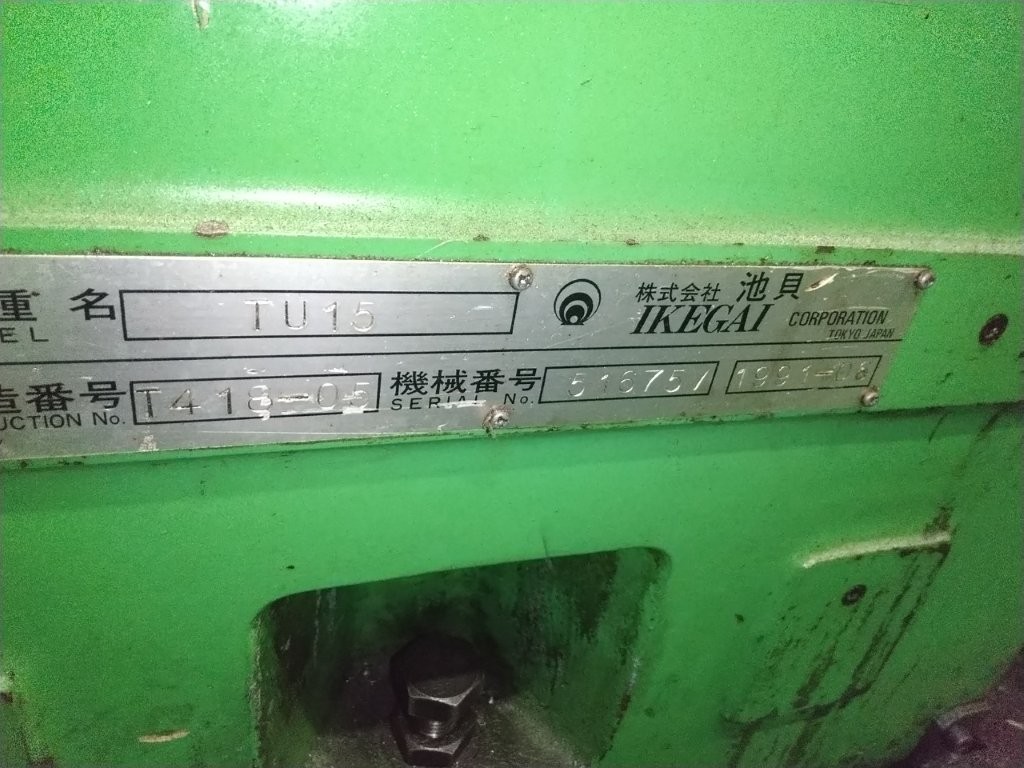 重名
EL
TU15
株式会社 池貝
IKEGAI CORPORATION
TOKYO JAPAN
造番号
UCTION No.
T418-05
機械番号
SERIAL No.
516757
1991-08